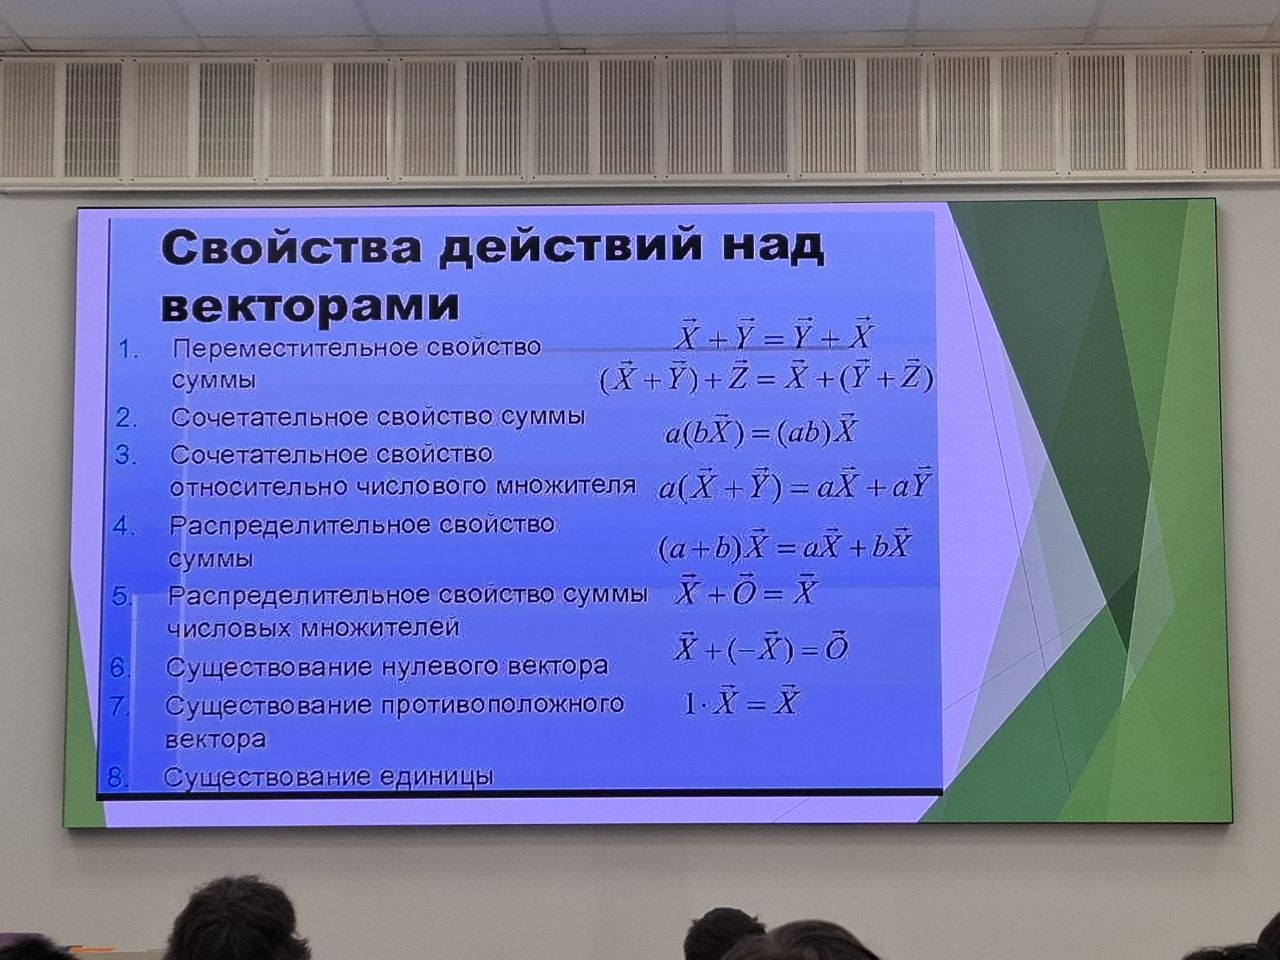 Свойства действий над
векторами
1. Переместительное свойство
суммы
2. Сочетательное свойство суммы
3. Сочетательное свойство
относительно числового множителя
4. Распределительное свойство
суммы
5. Распределительное свойство суммы
числовых множителей
6. Существование нулевого вектора
7. Существование противоположного
вектора
8. Существование единицы
X⃗ + Y⃗ = Y⃗ + X⃗
(X⃗ + Y⃗) + Z⃗ = X⃗ + (Y⃗ + Z⃗)
a(bX⃗) = (ab)X⃗
a(X⃗ + Y⃗) = aX⃗ + aY⃗
(a + b)X⃗ = aX⃗ + bX⃗
X⃗ + O⃗ = X⃗
X⃗ + (−X⃗) = O⃗
1· X⃗ = X⃗